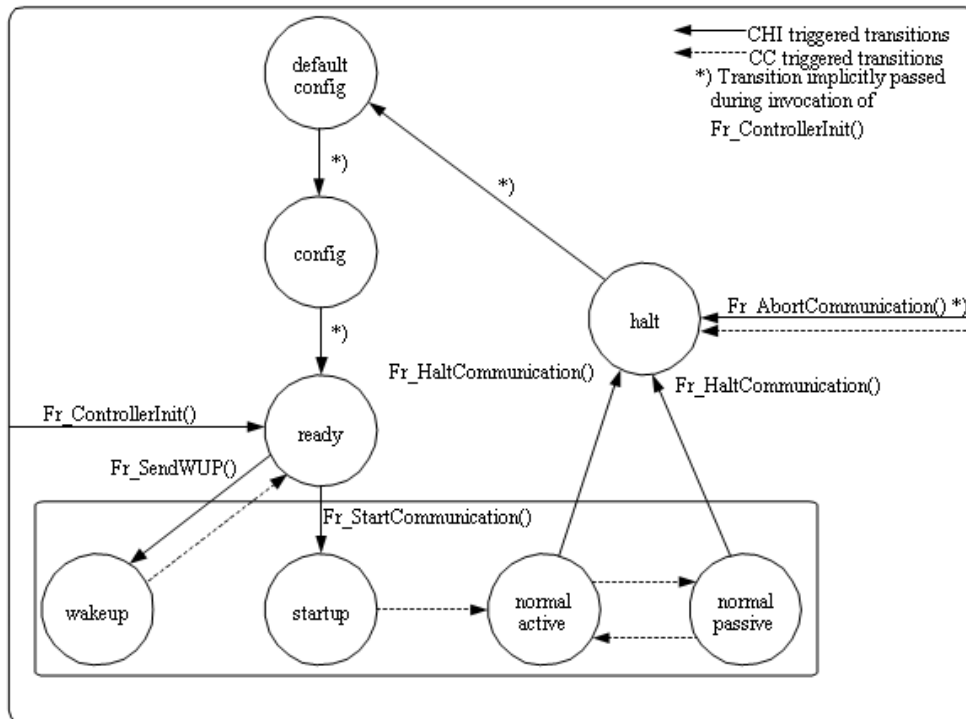 CHI triggered transitions
CC triggered transitions
*) Transition implicitly passed
during invocation of
Fr_ControllerInit()
default
config
*)
*)
config
halt
Fr_AbortCommunication() *)
*)
Fr_HaltCommunication()
Fr_HaltCommunication()
Fr_ControllerInit()
ready
Fr_SendWUP()
Fr_StartCommunication()
wakeup
startup
normal
active
normal
passive